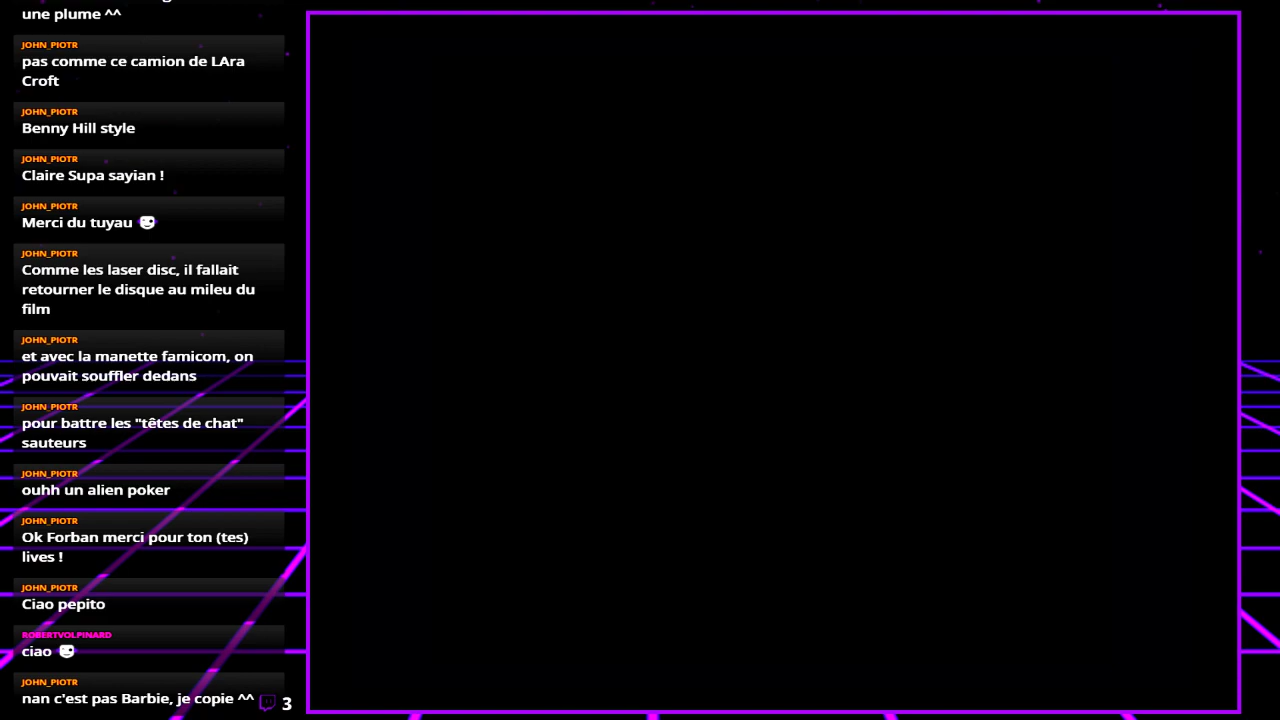 une plume ^^
JOHN_PIOTR
pas comme ce camion de LAra
Croft
JOHN_PIOTR
Benny Hill style
JOHN_PIOTR
Claire Supa sayian !
JOHN_PIOTR
Merci du tuyau
JOHN_PIOTR
Comme les laser disc, il fallait
retourner le disque au mileu du
film
JOHN_PIOTR
et avec la manette famicom, on
pouvait souffler dedans
JOHN_PIOTR
pour battre les "têtes de chat"
sauteurs
JOHN_PIOTR
ouhh un alien poker
JOHN_PIOTR
Ok Forban merci pour ton (tes)
lives !
JOHN_PIOTR
Ciao pepito
ROBERTVOLPINARD
ciao
JOHN_PIOTR
nan c'est pas Barbie, je copie ^^
3